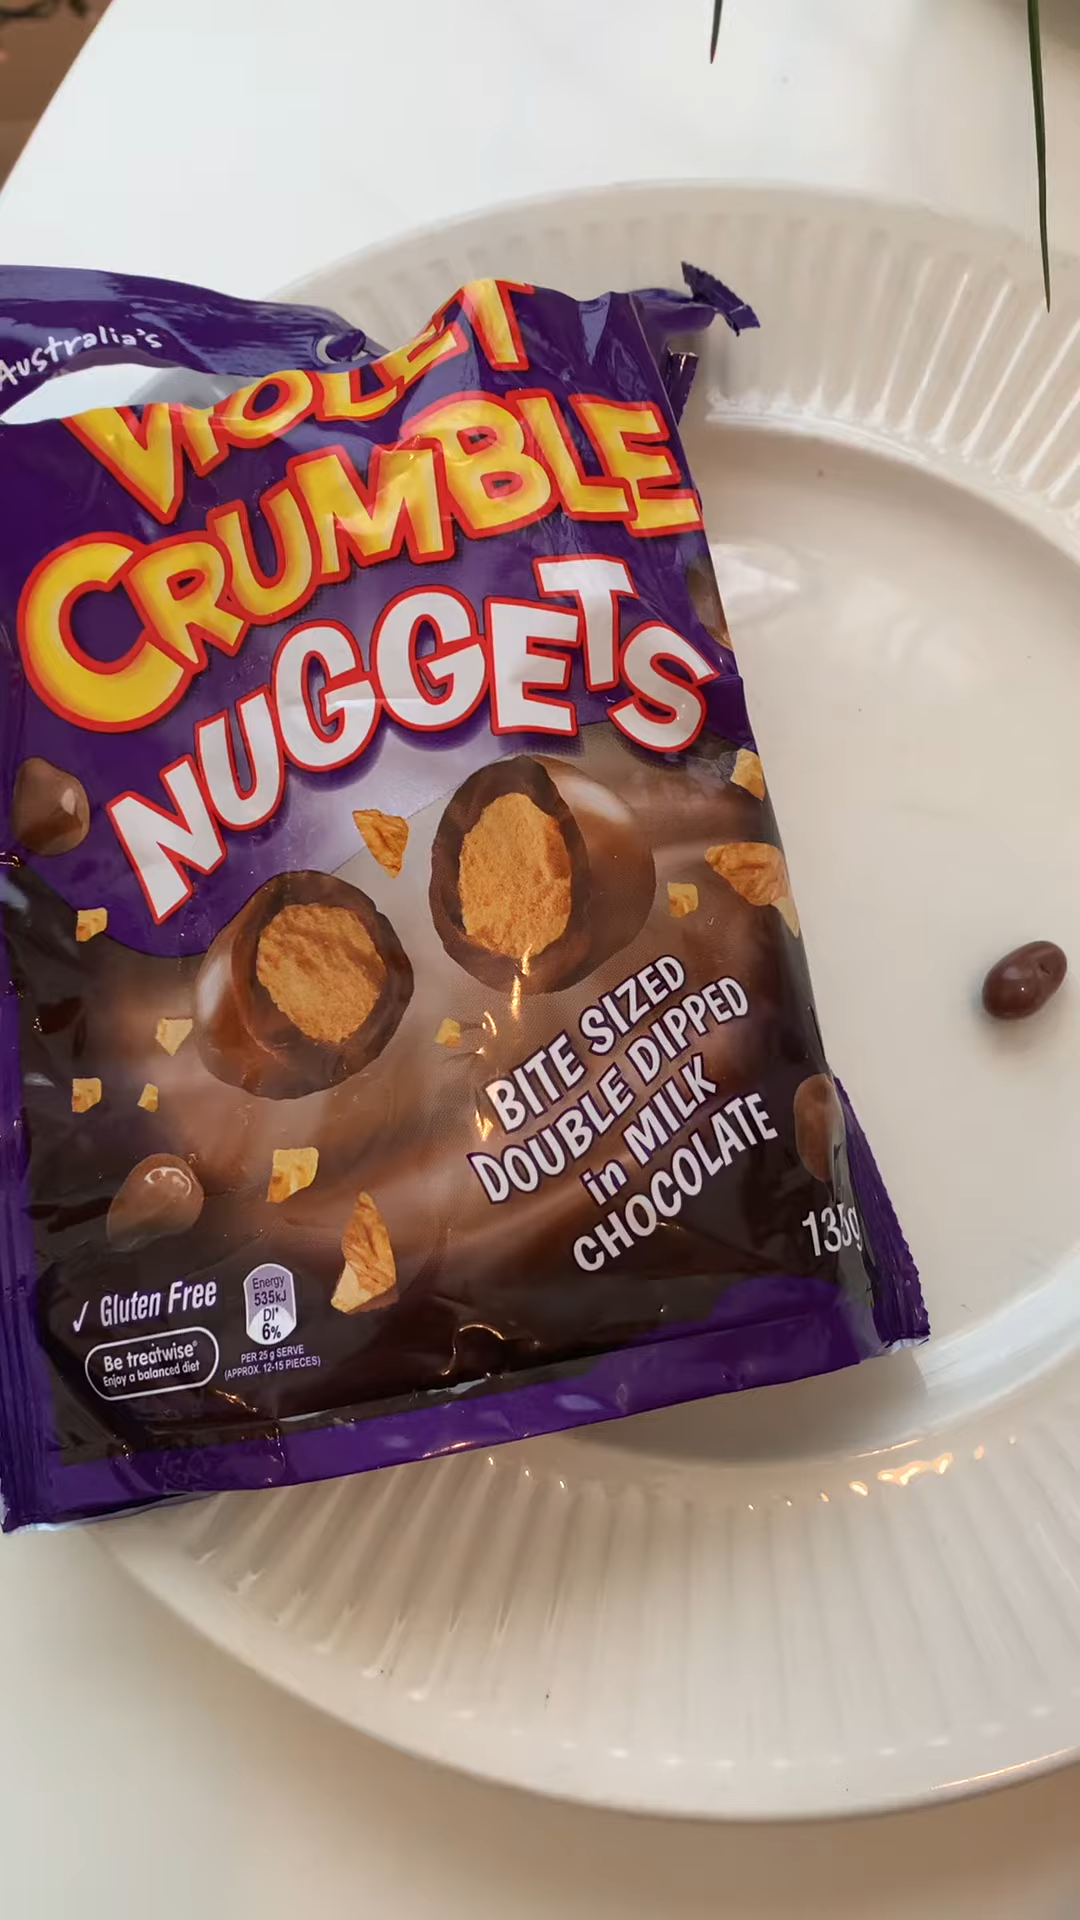 Australia's
VIOLET
CRUMBLE
NUGGETS
BITE SIZED
DOUBLE DIPPED
in MILK
CHOCOLATE
135g
✓ Gluten Free
Be treatwise®
Enjoy a balanced diet
Energy
535kJ
DI*
6%
PER 25 g SERVE
(APPROX. 12-15 PIECES)